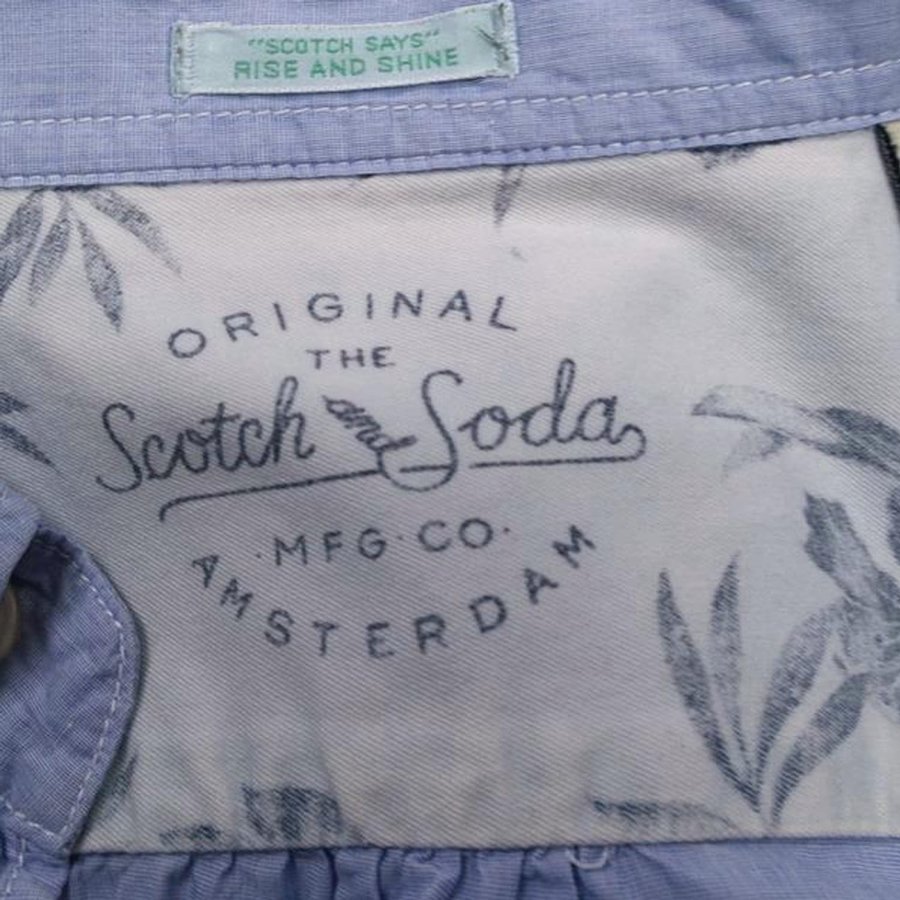 "SCOTCH SAYS"
RISE AND SHINE
ORIGINAL
THE
Scotch and Soda
·MFG·CO·
AMSTERDAM